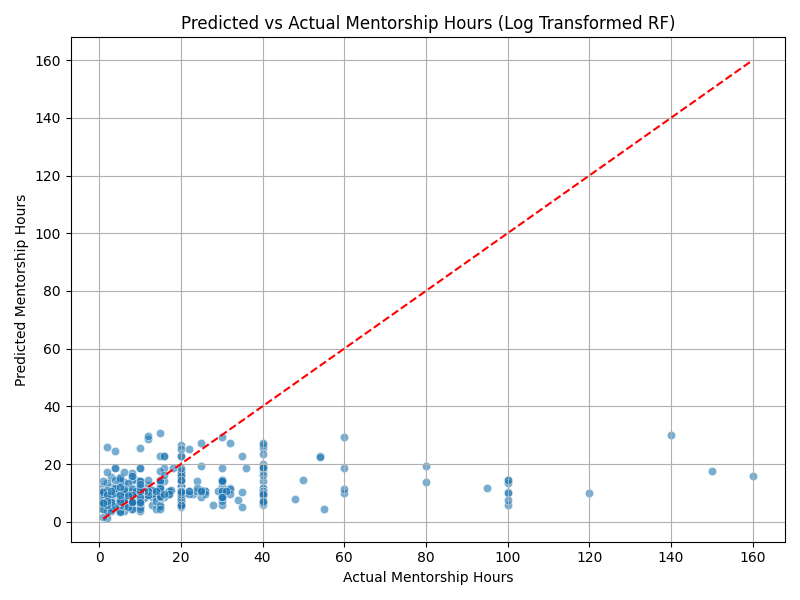 Predicted vs Actual Mentorship Hours (Log Transformed RF)
160
140
120
100
80
60
40
20
0
Predicted Mentorship Hours
0 20 40 60 80 100 120 140 160
Actual Mentorship Hours